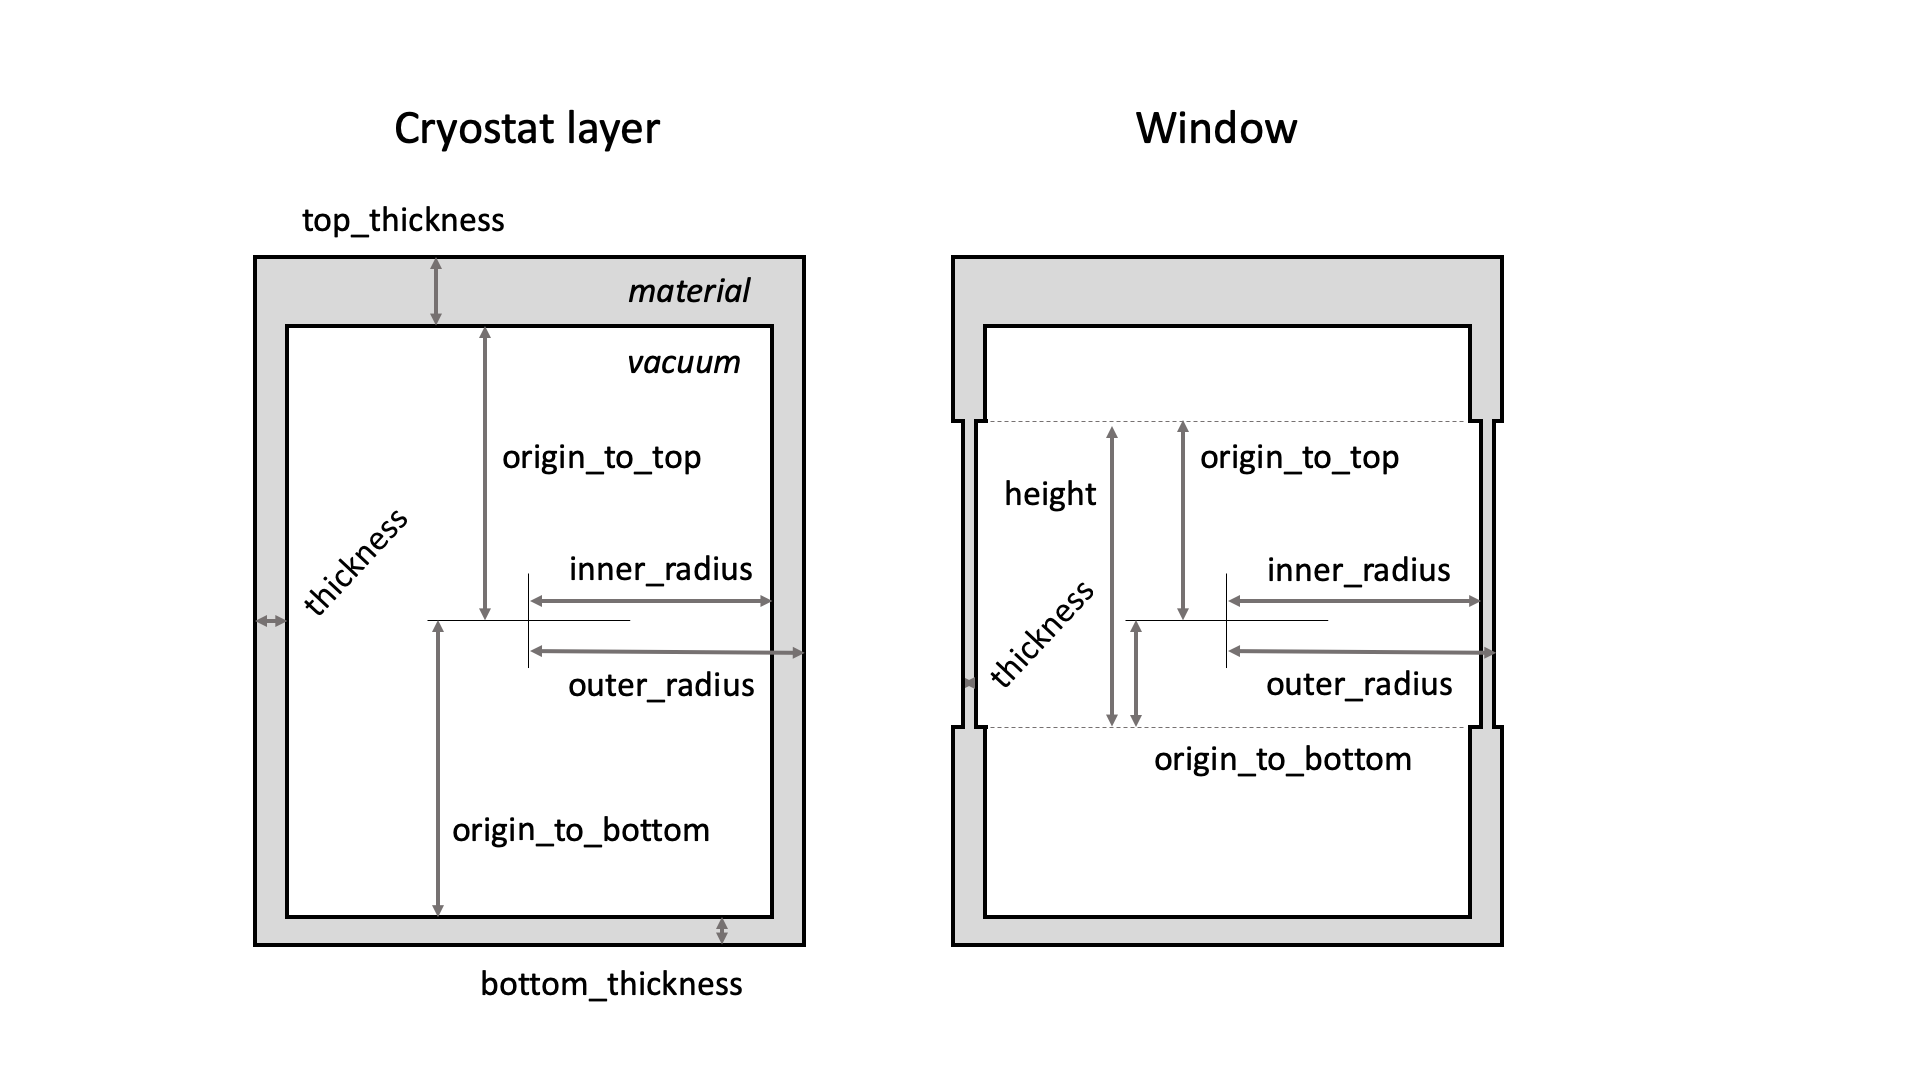 Cryostat layer
top_thickness
material
vacuum
origin_to_top
thickness
inner_radius
outer_radius
origin_to_bottom
bottom_thickness
Window
origin_to_top
height
inner_radius
thickness
outer_radius
origin_to_bottom